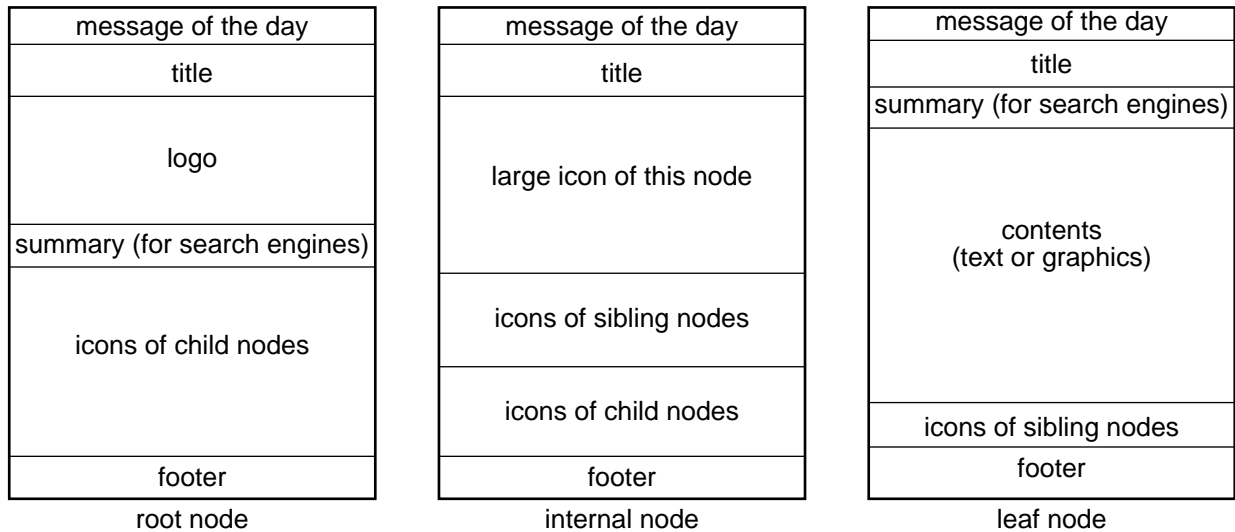 message of the day
title
logo
summary (for search engines)
icons of child nodes
footer
root node
message of the day
title
large icon of this node
icons of sibling nodes
icons of child nodes
footer
internal node
message of the day
title
summary (for search engines)
contents
(text or graphics)
icons of sibling nodes
footer
leaf node